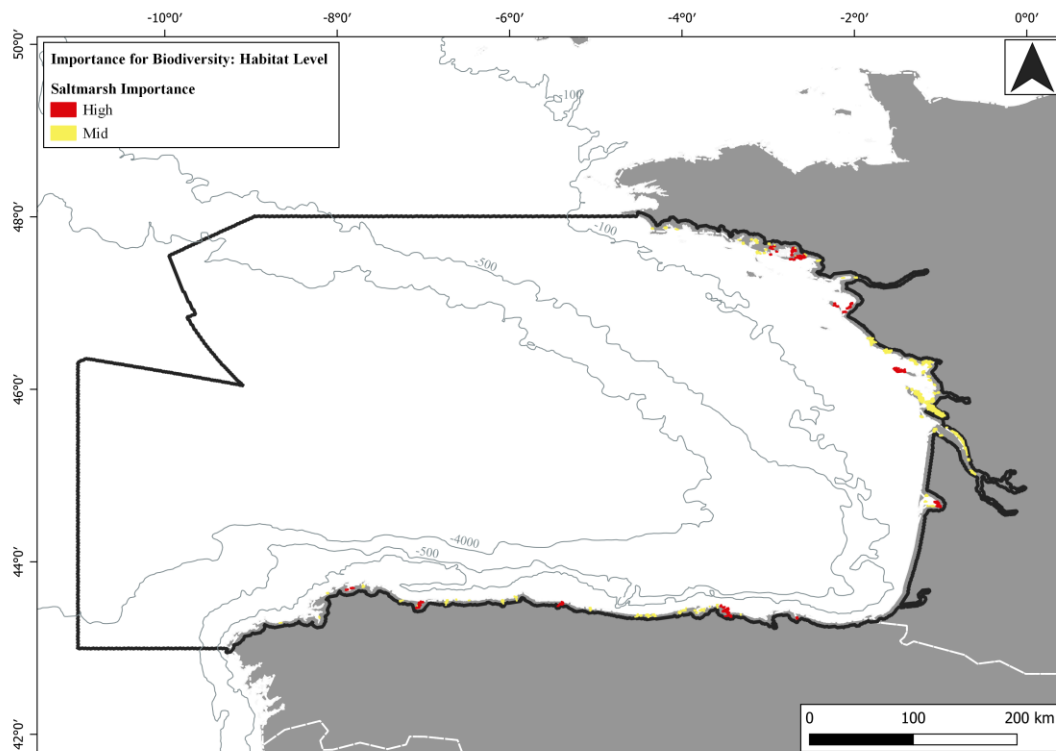 -10°0' -8°0' -6°0' -4°0' -2°0' 0°0'
50°0'
Importance for Biodiversity: Habitat Level
Saltmarsh Importance
High
Mid
-100
48°0'
-100
-500
46°0'
44°0'
-4000
-500
42°0'
0 100 200 km